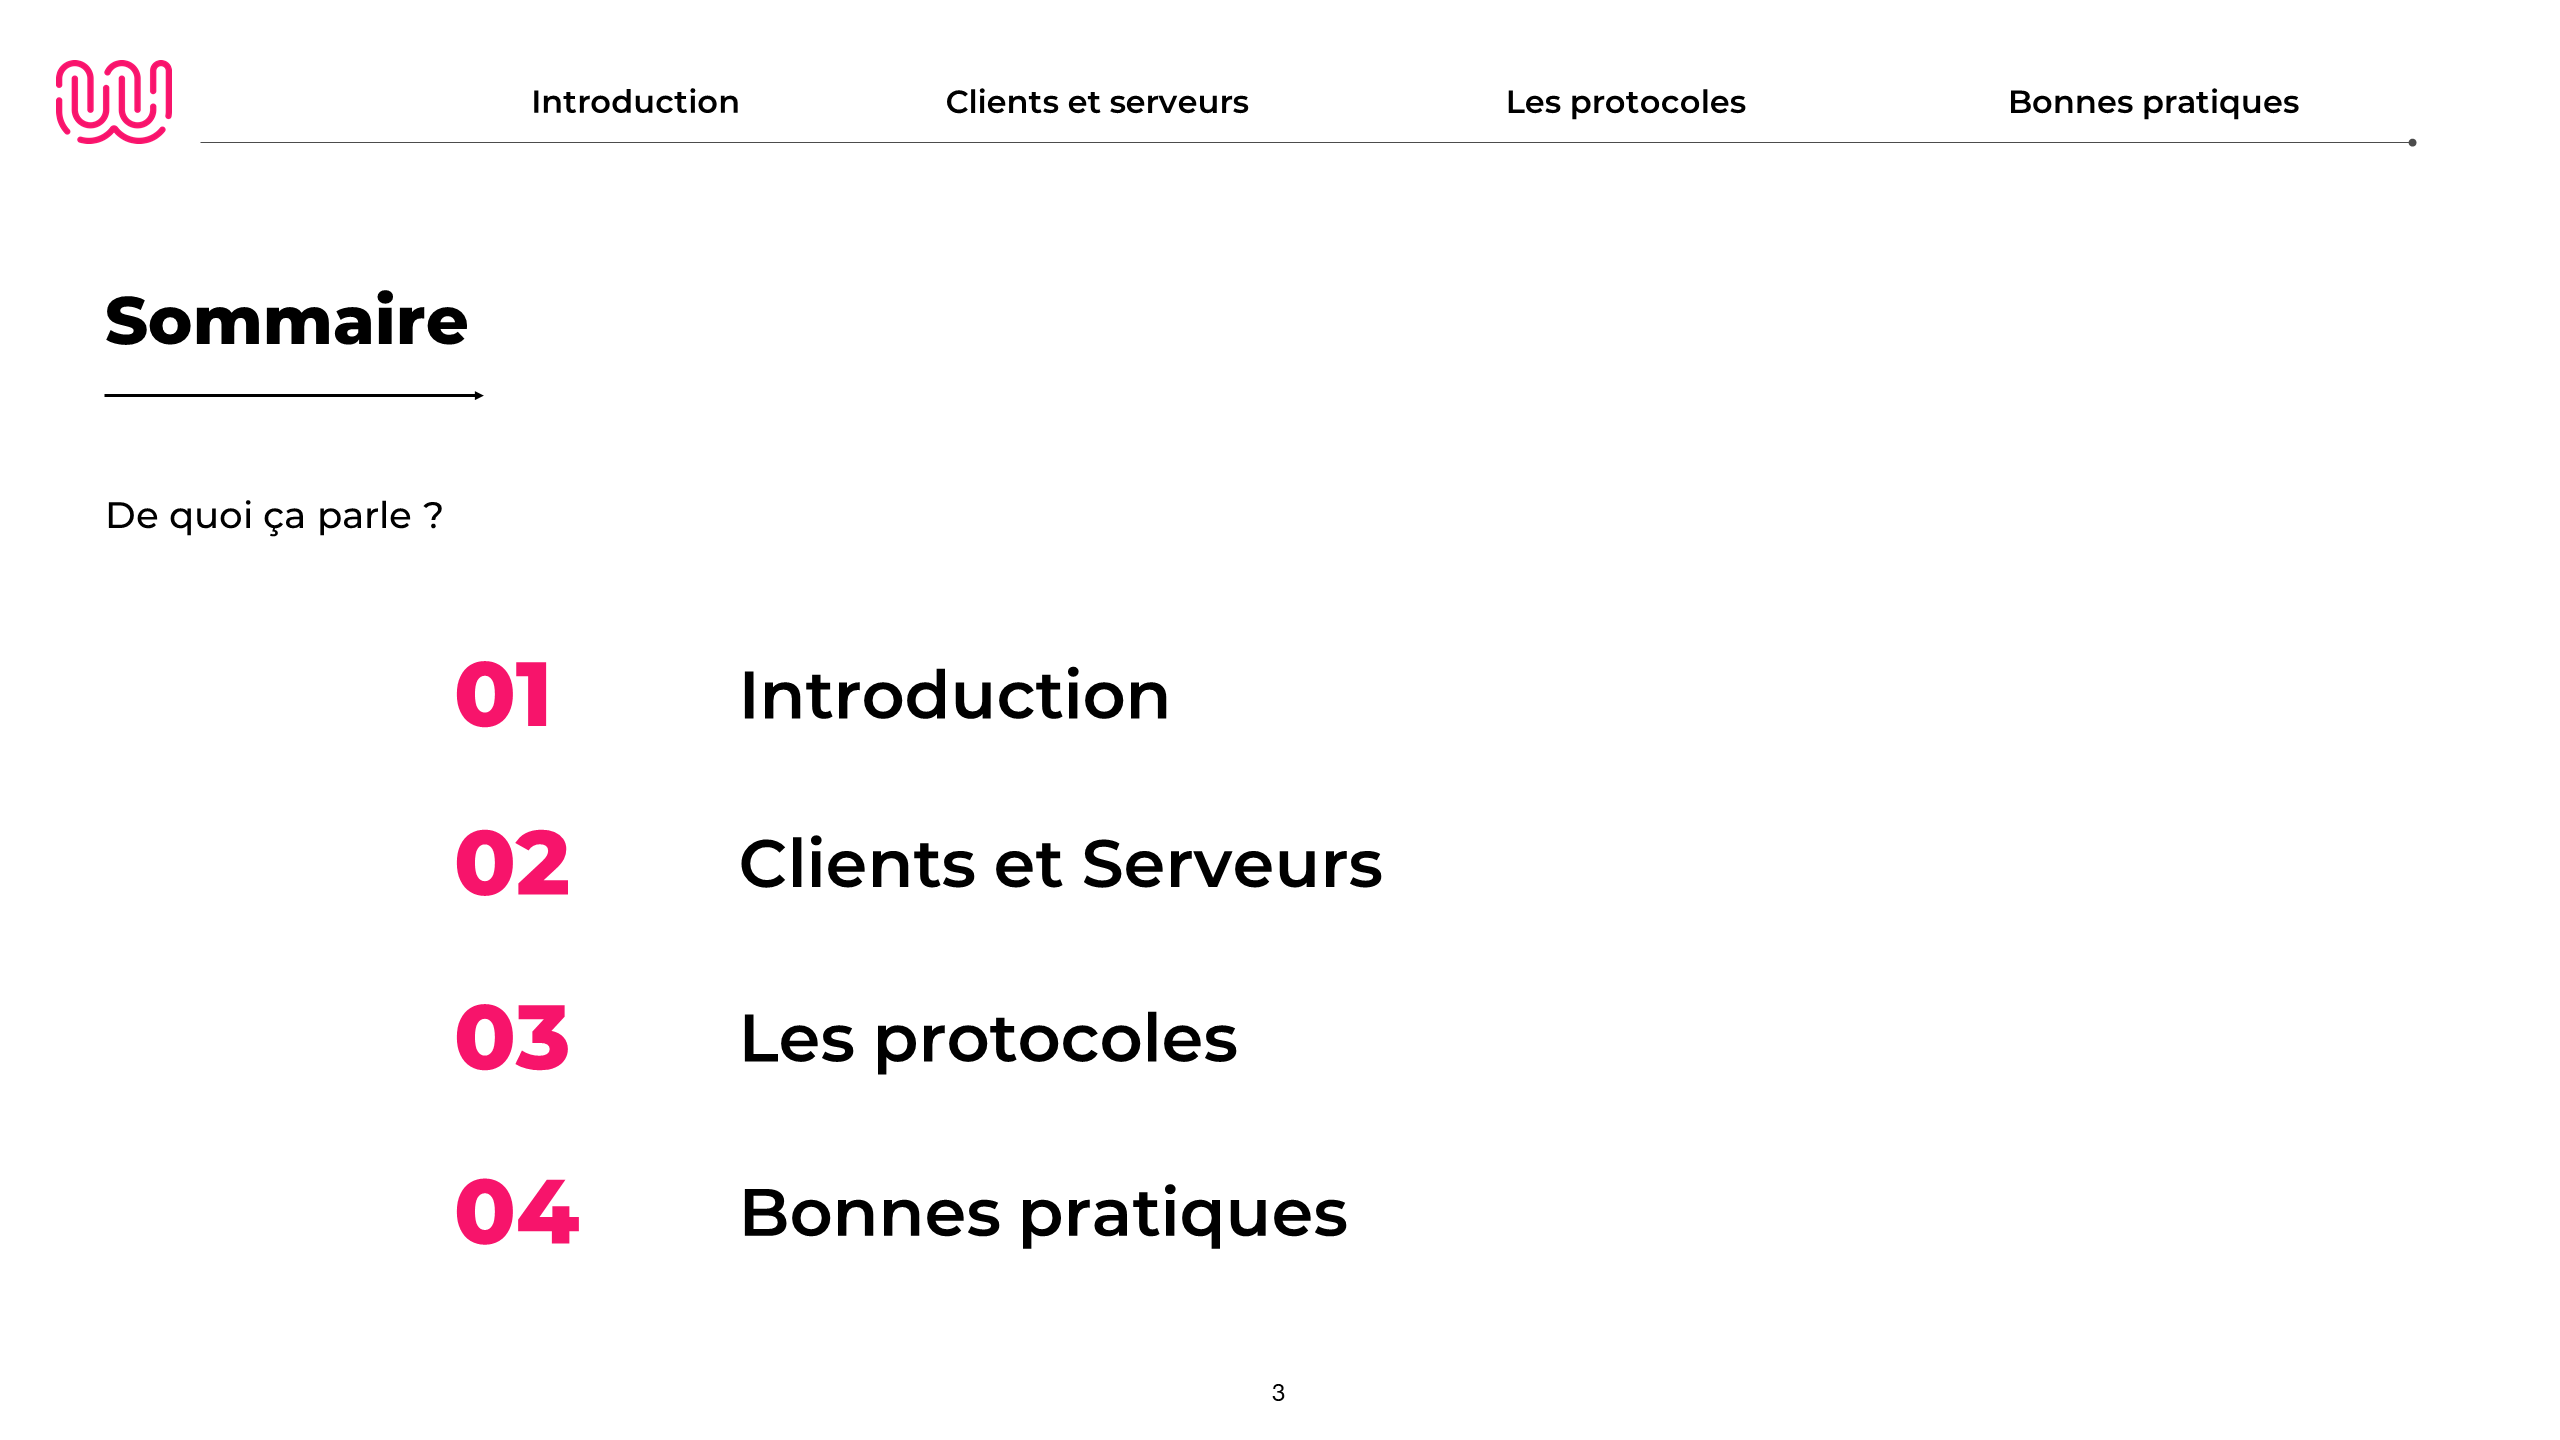 Introduction
Clients et serveurs
Les protocoles
Bonnes pratiques
Sommaire
De quoi ça parle ?
01 Introduction
02 Clients et Serveurs
03 Les protocoles
04 Bonnes pratiques
3